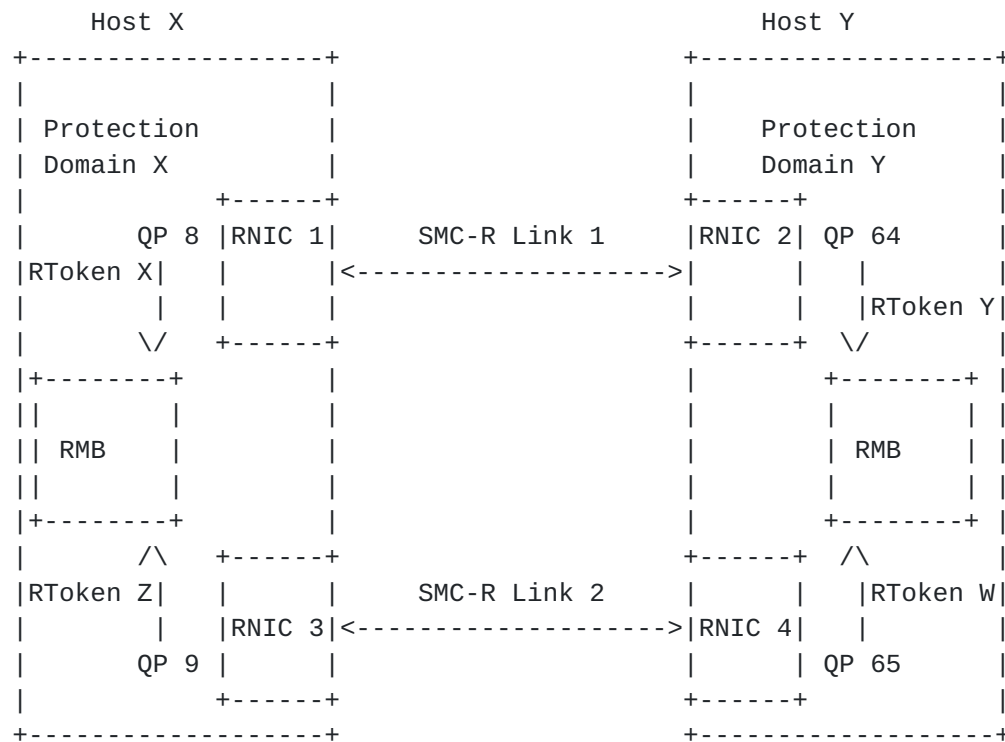 Host X Host Y
Protection Protection
Domain X Domain Y
QP 8 RNIC 1 SMC-R Link 1 RNIC 2 QP 64
RToken X
RToken Y
RMB RMB
RToken Z SMC-R Link 2 RToken W
RNIC 3 RNIC 4
QP 9 QP 65